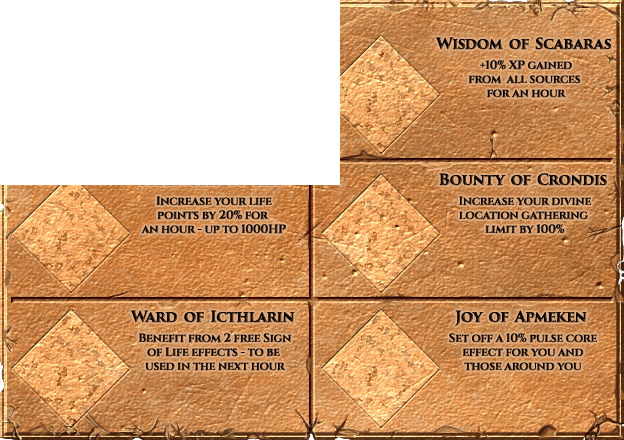 Wisdom of Scabaras
+10% XP gained
from all sources
for an hour
Increase your life
points by 20% for
an hour - up to 1000HP
Bounty of Crondis
Increase your divine
location gathering
limit by 100%
Ward of Icthlarin
Benefit from 2 free Sign
of Life effects - to be
used in the next hour
Joy of Apmeken
Set off a 10% pulse core
effect for you and
those around you